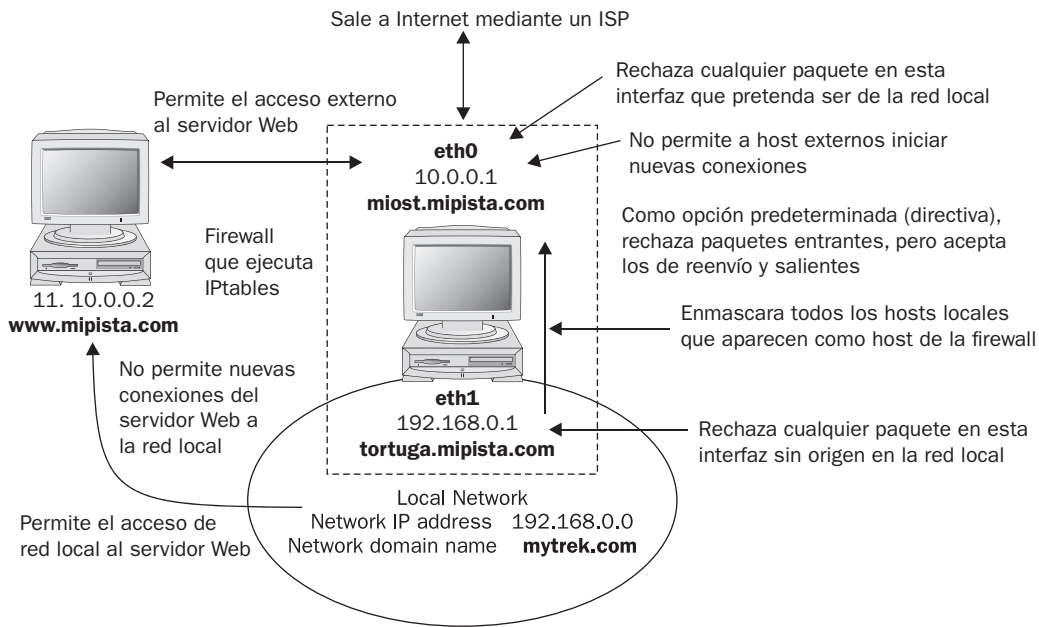 Sale a Internet mediante un ISP
Permite el acceso externo
al servidor Web
Rechaza cualquier paquete en esta
interfaz que pretenda ser de la red local
No permite a host externos iniciar
nuevas conexiones
eth0
10.0.0.1
miost.mipista.com
Como opción predeterminada (directiva),
rechaza paquetes entrantes, pero acepta
los de reenvío y salientes
Firewall
que ejecuta
IPtables
11. 10.0.0.2
www.mipista.com
Enmascara todos los hosts locales
que aparecen como host de la firewall
No permite nuevas
conexiones del
servidor Web a
la red local
eth1
192.168.0.1
tortuga.mipista.com
Rechaza cualquier paquete en esta
interfaz sin origen en la red local
Permite el acceso de
red local al servidor Web
Local Network
Network IP address 192.168.0.0
Network domain name mytrek.com